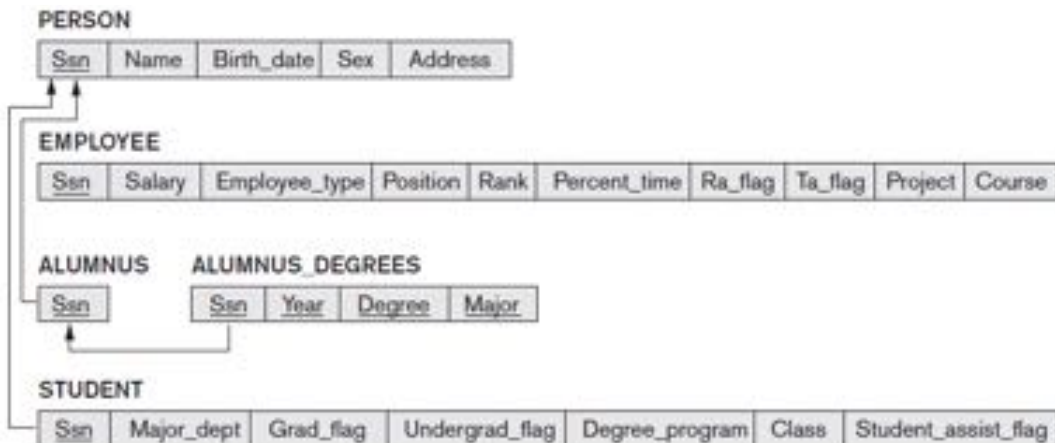 PERSON
Ssn Name Birth_date Sex Address
EMPLOYEE
Ssn Salary Employee_type Position Rank Percent_time Ra_flag Ta_flag Project Course
ALUMNUS ALUMNUS_DEGREES
Ssn Ssn Year Degree Major
STUDENT
Ssn Major_dept Grad_flag Undergrad_flag Degree_program Class Student_assist_flag